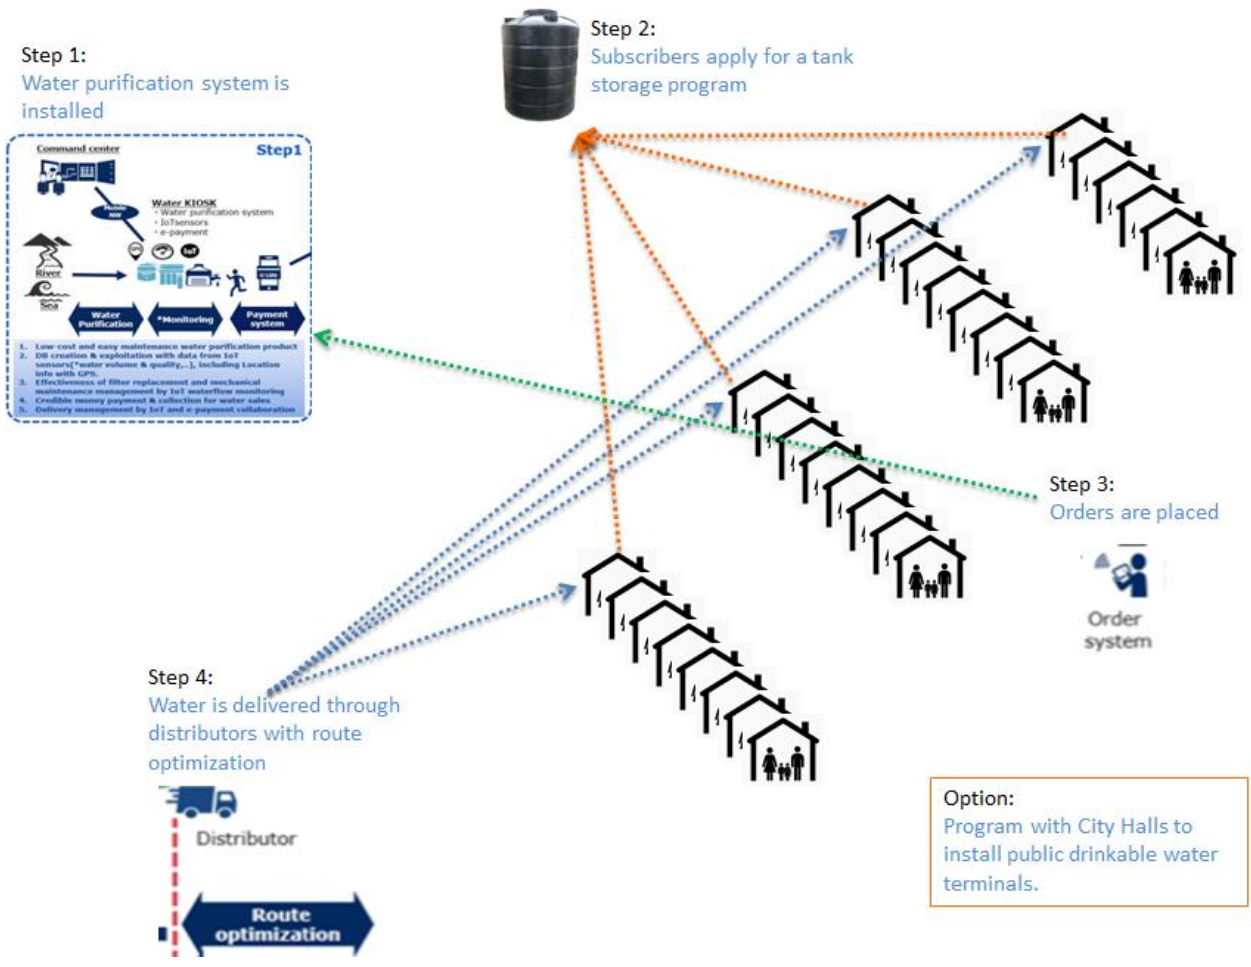 Step 1:
Water purification system is
installed
Step 2:
Subscribers apply for a tank
storage program
Command center
Step1
Mobile
NW
Water KIOSK
・Water purification system
・IoTsensors
・e-payment
GPS
IoT
River
Sea
Water
Purification
*Monitoring
Payment
system
1. Low-cost and easy maintenance water purification product
2. DB creation & exploitation with data from IoT
sensors(*water volume & quality,..), including Location
info with GPS.
3. Effectiveness of filter replacement and mechanical
maintenance management by IoT waterflow monitoring
4. Credible money payment & collection for water sales
5. Delivery management by IoT and e-payment collaboration
Step 3:
Orders are placed
Order
system
Step 4:
Water is delivered through
distributors with route
optimization
Distributor
Route
optimization
Option:
Program with City Halls to
install public drinkable water
terminals.